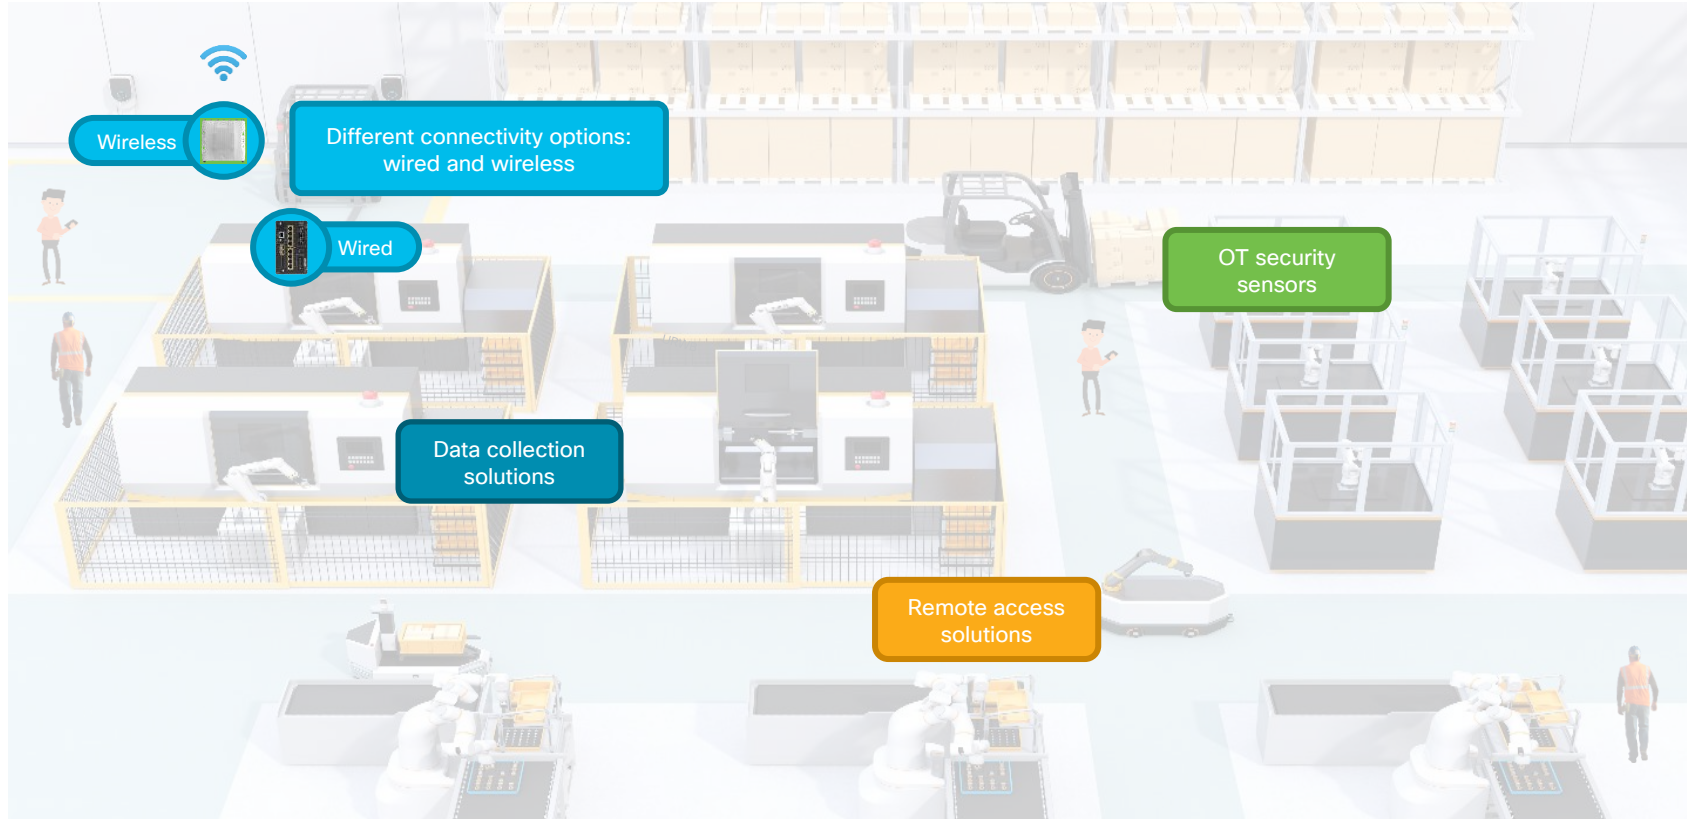 Wireless
Different connectivity options:
wired and wireless
Wired
OT security
sensors
Data collection
solutions
Remote access
solutions